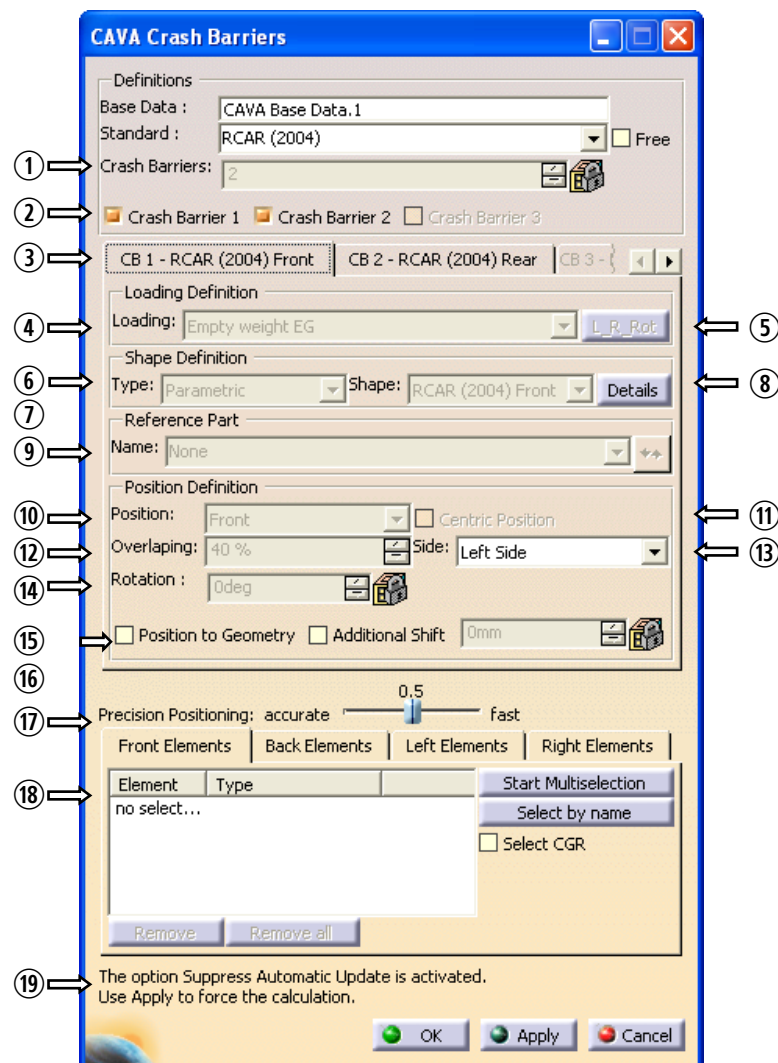 CAVA Crash Barriers
Definitions
Base Data : CAVA Base Data.1
Standard : RCAR (2004) Free
① Crash Barriers: 2
② Crash Barrier 1 Crash Barrier 2 Crash Barrier 3
③ CB 1 - RCAR (2004) Front CB 2 - RCAR (2004) Rear CB 3 - (
Loading Definition
④ Loading: Empty weight EG L_R_Rot ⑤
Shape Definition
⑥ Type: Parametric Shape: RCAR (2004) Front Details ⑧
⑦
Reference Part
⑨ Name: None
Position Definition
⑩ Position: Front Centric Position ⑪
⑫ Overlaping: 40 % Side: Left Side ⑬
⑭ Rotation : 0deg
⑮ Position to Geometry Additional Shift 0mm
⑯
0.5
⑰ Precision Positioning: accurate fast
Front Elements Back Elements Left Elements Right Elements
⑱ Element Type Start Multiselection
no select... Select by name
Select CGR
Remove Remove all
⑲ The option Suppress Automatic Update is activated.
Use Apply to force the calculation.
OK Apply Cancel